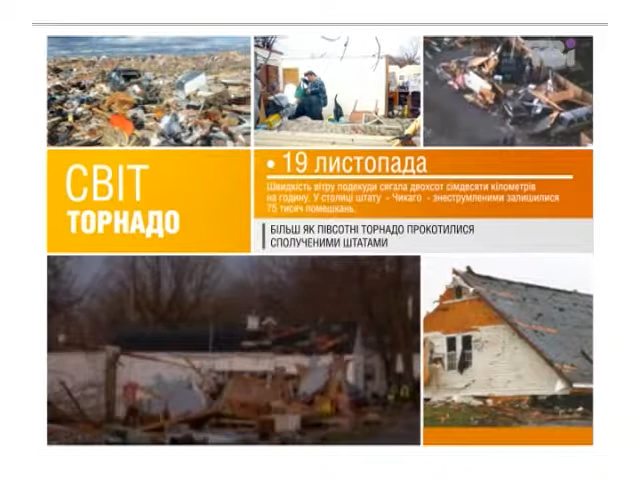 СВІТ
ТОРНАДО
• 19 листопада
Швидкість вітру подекуди сягала двохсот сімдесяти кілометрів
на годину. У столиці штату - Чикаго - знеструмленими залишилися
75 тисяч помешкань.
БІЛЬШ ЯК ПІВСОТНІ ТОРНАДО ПРОКОТИЛИСЯ
СПОЛУЧЕНИМИ ШТАТАМИ